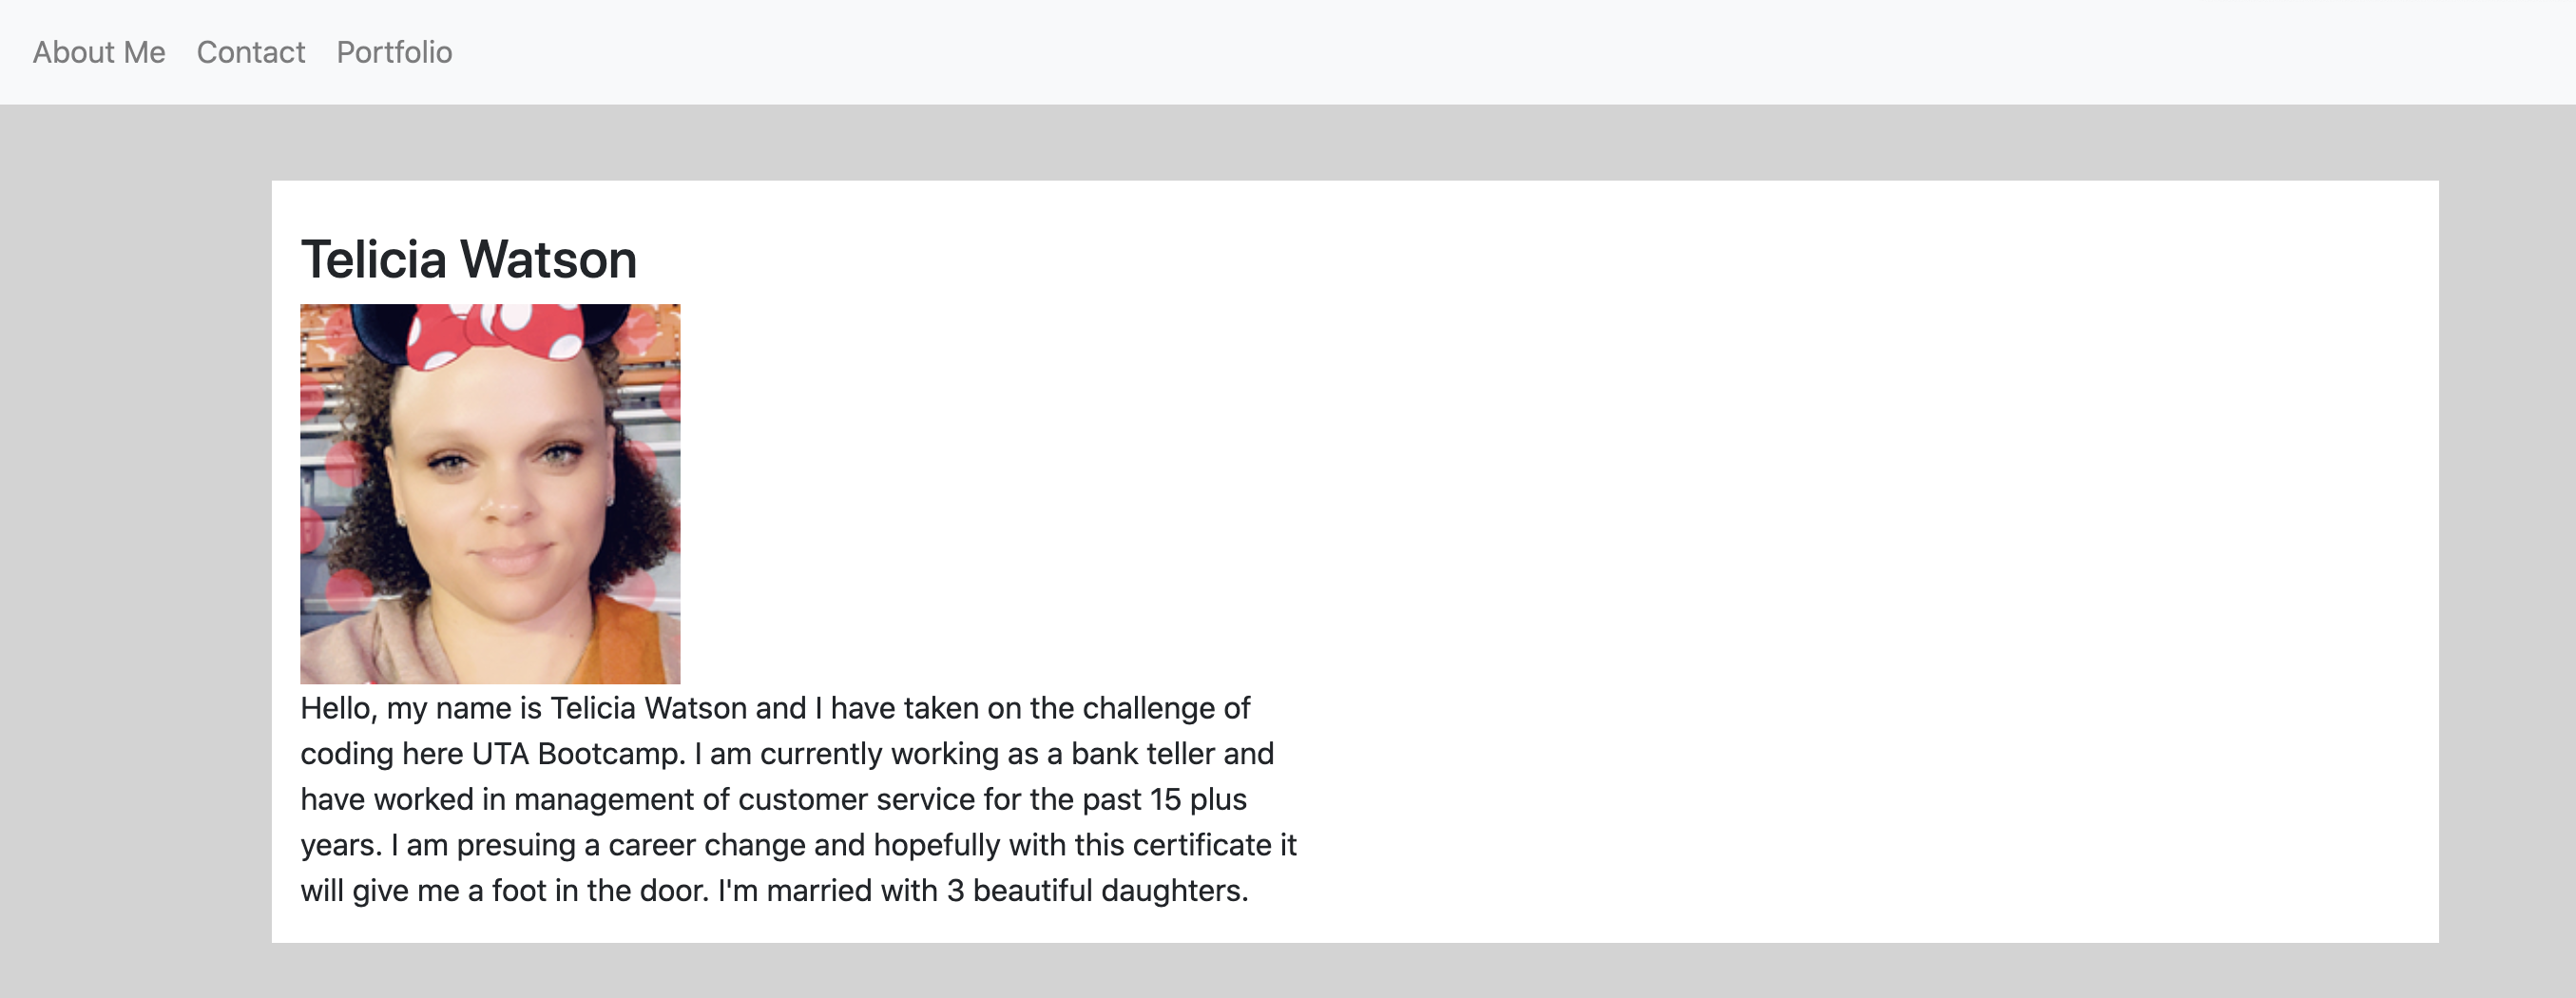 About Me Contact Portfolio
Telicia Watson
Hello, my name is Telicia Watson and I have taken on the challenge of
coding here UTA Bootcamp. I am currently working as a bank teller and
have worked in management of customer service for the past 15 plus
years. I am presuing a career change and hopefully with this certificate it
will give me a foot in the door. I'm married with 3 beautiful daughters.